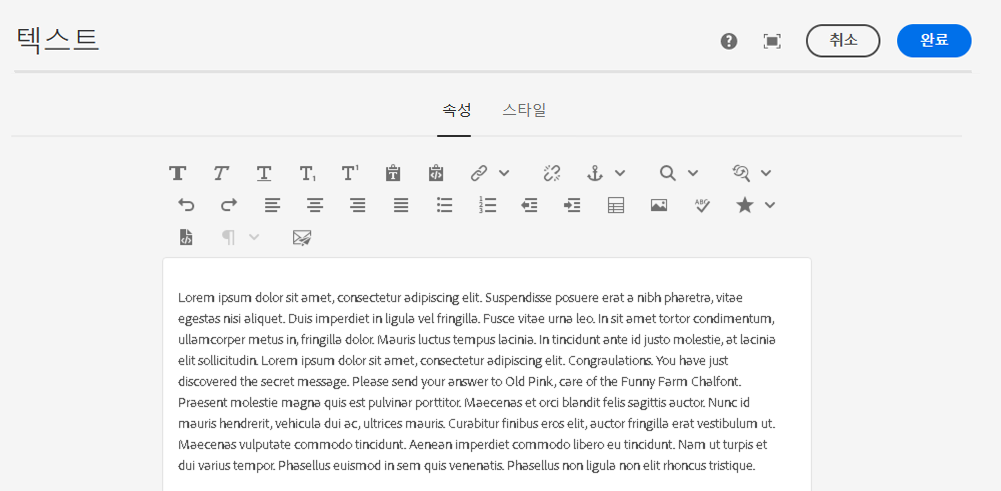 텍스트
취소
완료
속성
스타일
Lorem ipsum dolor sit amet, consectetur adipiscing elit. Suspendisse posuere erat a nibh pharetra, vitae
egestas nisi aliquet. Duis imperdiet in ligula vel fringilla. Fusce vitae urna leo. In sit amet tortor condimentum,
ullamcorper metus in, fringilla dolor. Mauris luctus tempus lacinia. In tincidunt ante id justo molestie, at lacinia
elit sollicitudin. Lorem ipsum dolor sit amet, consectetur adipiscing elit. Congraulations. You have just
discovered the secret message. Please send your answer to Old Pink, care of the Funny Farm Chalfont.
Praesent molestie magna quis est pulvinar porttitor. Maecenas et orci blandit felis sagittis auctor. Nunc id
mauris hendrerit, vehicula dui ac, ultrices mauris. Curabitur finibus eros elit, auctor fringilla erat vestibulum ut.
Maecenas vulputate commodo tincidunt. Aenean imperdiet commodo libero eu tincidunt. Nam ut turpis et
dui varius tempor. Phasellus euismod in sem quis venenatis. Phasellus non ligula non elit rhoncus tristique.